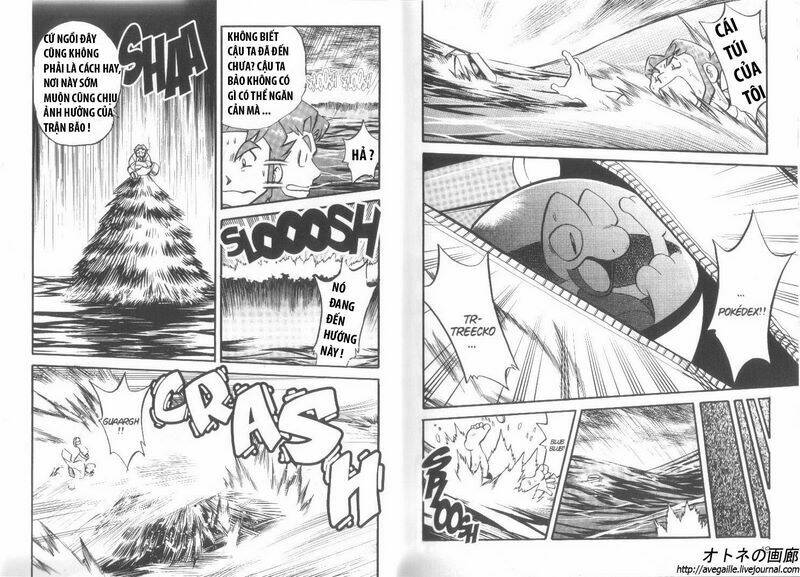 CỨ NGỒI ĐÂY
CŨNG KHÔNG
PHẢI LÀ CÁCH HAY,
NƠI NÀY SỚM
MUỘN CŨNG CHỊU
ẢNH HƯỞNG CỦA
TRẬN BÃO !
SHAA
KHÔNG BIẾT
CẬU TA ĐÃ ĐẾN
CHƯA? CẬU TA
BẢO KHÔNG CÓ
GÌ CÓ THỂ NGĂN
CẢN MÀ ...
HẢ ?
SLOOOSH
NÓ
ĐANG
ĐẾN
HƯỚNG
NÀY !
CRASH
GUAARGH
!!
CÁI
TÚI
CỦA
TÔI
...
POKÉDEX!!
TR-
TREECKO
...
BLUB
BLUB!
オトネの画廊
http://avegaille.livejournal.com